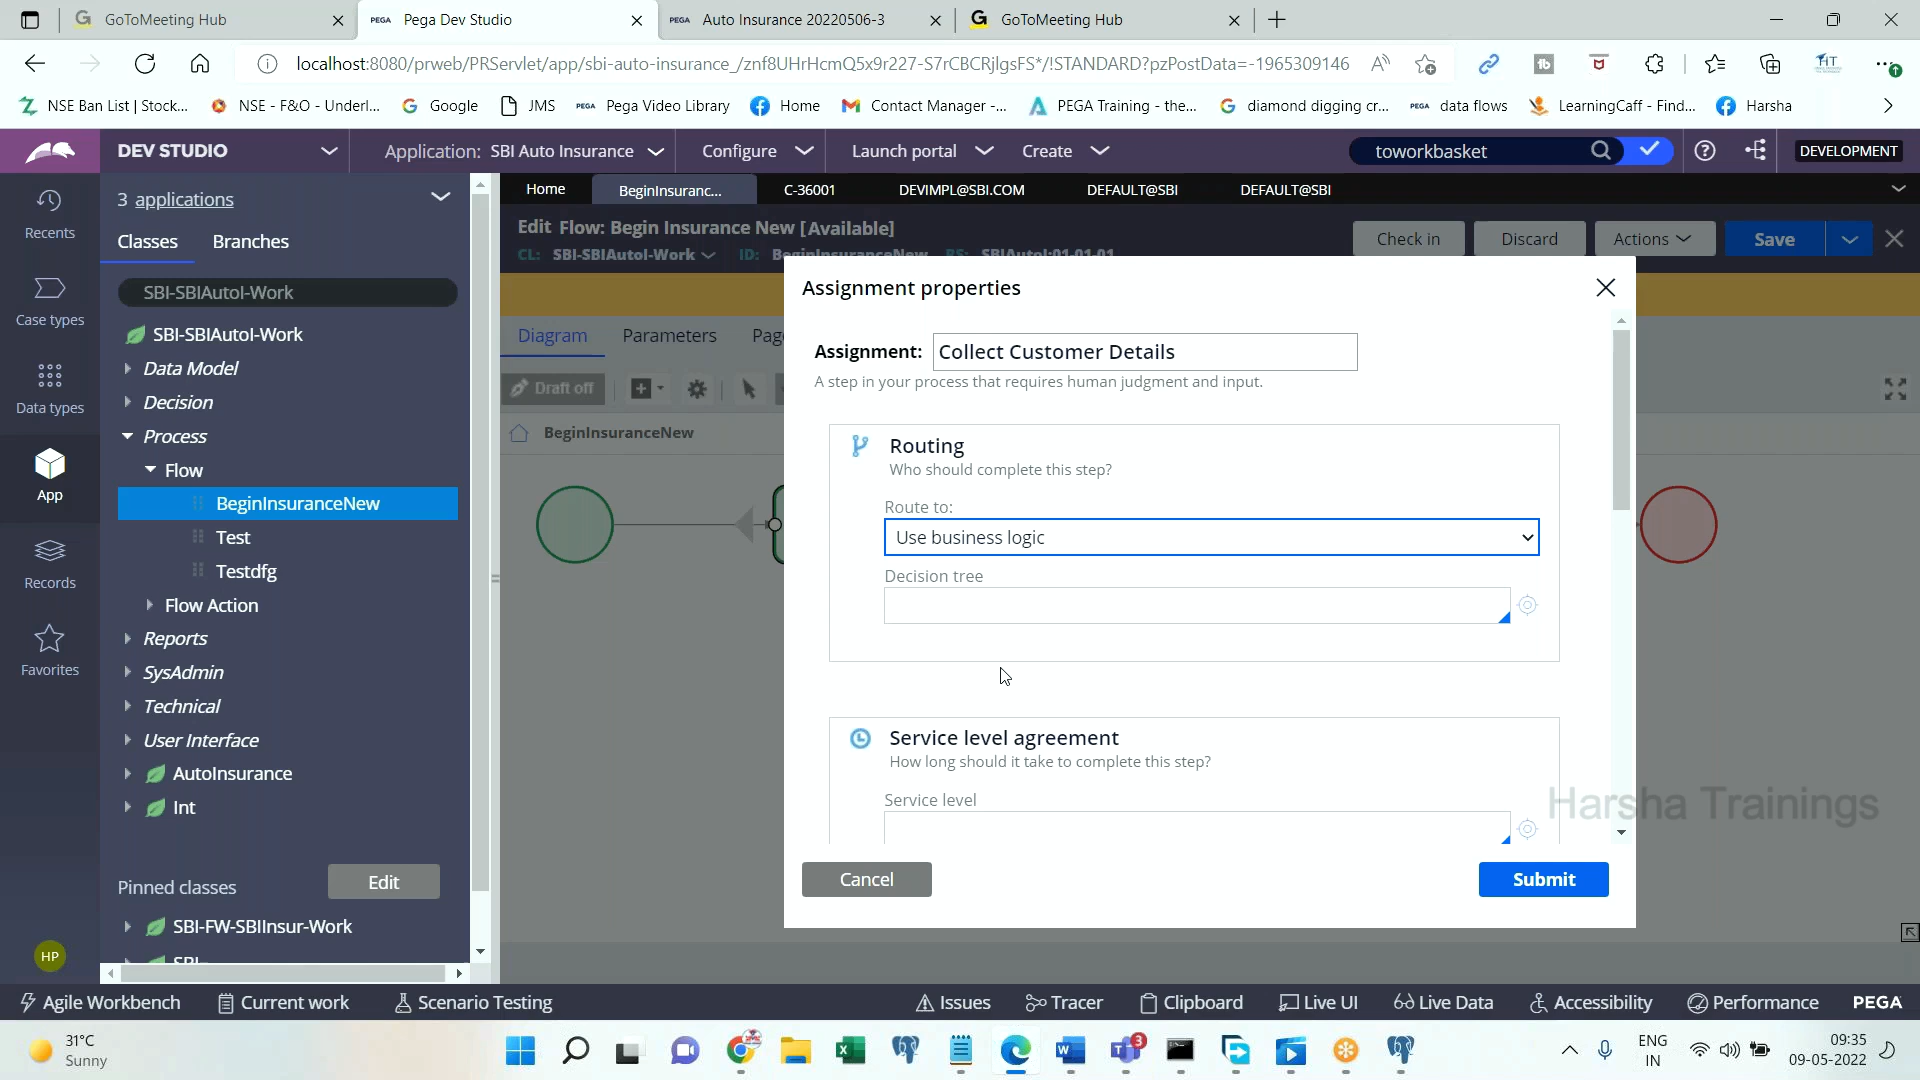 GoToMeeting Hub
PEGA Pega Dev Studio
PEGA Auto Insurance 20220506-3
GoToMeeting Hub
localhost:8080/prweb/PRServlet/app/sbi-auto-insurance_/znf8UHrHcmQ5x9r227-S7rCBCRjlgsFS*/!STANDARD?pzPostData=-1965309146
NSE Ban List | Stock...
NSE - F&O - Underl...
Google
JMS
PEGA Pega Video Library
Home
Contact Manager -...
PEGA Training - the...
diamond digging cr...
PEGA data flows
LearningCaff - Find...
Harsha
DEV STUDIO
Application: SBI Auto Insurance
Configure
Launch portal
Create
toworkbasket
DEVELOPMENT
Recents
Case types
Data types
App
Records
Favorites
HP
3 applications
Classes
Branches
SBI-SBIAutoI-Work
SBI-SBIAutoI-Work
Data Model
Decision
Process
Flow
BeginInsuranceNew
Test
Testdfg
Flow Action
Reports
SysAdmin
Technical
User Interface
AutoInsurance
Int
Pinned classes
Edit
SBI-FW-SBIInsur-Work
SBI-
Home
BeginInsuranc...
C-36001
DEVIMPL@SBI.COM
DEFAULT@SBI
DEFAULT@SBI
Edit Flow: Begin Insurance New [Available]
CL: SBI-SBIAutoI-Work ID: BeginInsuranceNew RS: SBIAutoI:01-01-01
Check in
Discard
Actions
Save
Diagram
Parameters
Draft off
BeginInsuranceNew
Assignment properties
Assignment: Collect Customer Details
A step in your process that requires human judgment and input.
Routing
Who should complete this step?
Route to:
Use business logic
Decision tree
Service level agreement
How long should it take to complete this step?
Service level
Cancel
Submit
Harsha Trainings
Agile Workbench
Current work
Scenario Testing
Issues
Tracer
Clipboard
Live UI
Live Data
Accessibility
Performance
PEGA
31°C
Sunny
3
ENG
IN
09:35
09-05-2022